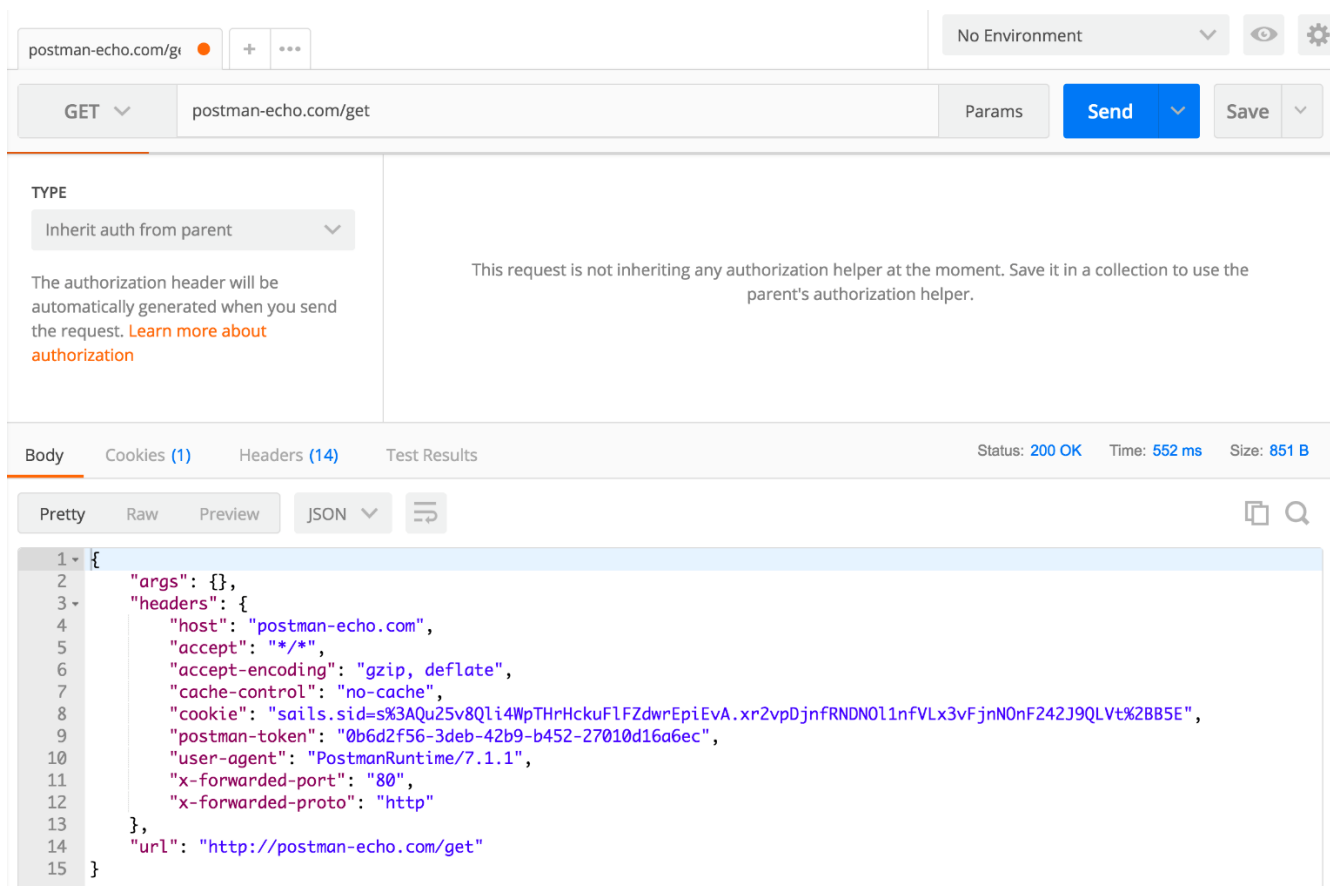 postman-echo.com/ge
No Environment
GET
postman-echo.com/get
Params
Send
Save
TYPE
Inherit auth from parent
The authorization header will be
automatically generated when you send
the request. Learn more about
authorization
This request is not inheriting any authorization helper at the moment. Save it in a collection to use the
parent's authorization helper.
Body Cookies (1) Headers (14) Test Results Status: 200 OK Time: 552 ms Size: 851 B
Pretty Raw Preview JSON
1 {
2 "args": {},
3 "headers": {
4 "host": "postman-echo.com",
5 "accept": "*/*",
6 "accept-encoding": "gzip, deflate",
7 "cache-control": "no-cache",
8 "cookie": "sails.sid=s%3AQu25v8Qli4WpTHrHckuFlFZdwrEpiEvA.xr2vpDjnfRNDNOl1nfVLx3vFjnNOnF242J9QLVt%2BB5E",
9 "postman-token": "0b6d2f56-3deb-42b9-b452-27010d16a6ec",
10 "user-agent": "PostmanRuntime/7.1.1",
11 "x-forwarded-port": "80",
12 "x-forwarded-proto": "http"
13 },
14 "url": "http://postman-echo.com/get"
15 }